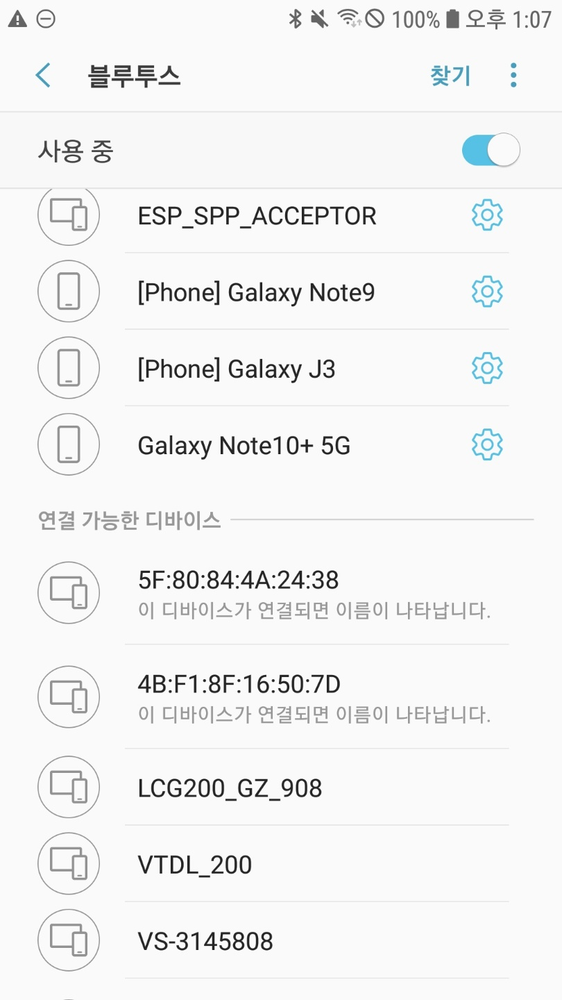 100% 오후 1:07
블루투스 찾기
사용 중
ESP_SPP_ACCEPTOR
[Phone] Galaxy Note9
[Phone] Galaxy J3
Galaxy Note10+ 5G
연결 가능한 디바이스
5F:80:84:4A:24:38
이 디바이스가 연결되면 이름이 나타납니다.
4B:F1:8F:16:50:7D
이 디바이스가 연결되면 이름이 나타납니다.
LCG200_GZ_908
VTDL_200
VS-3145808